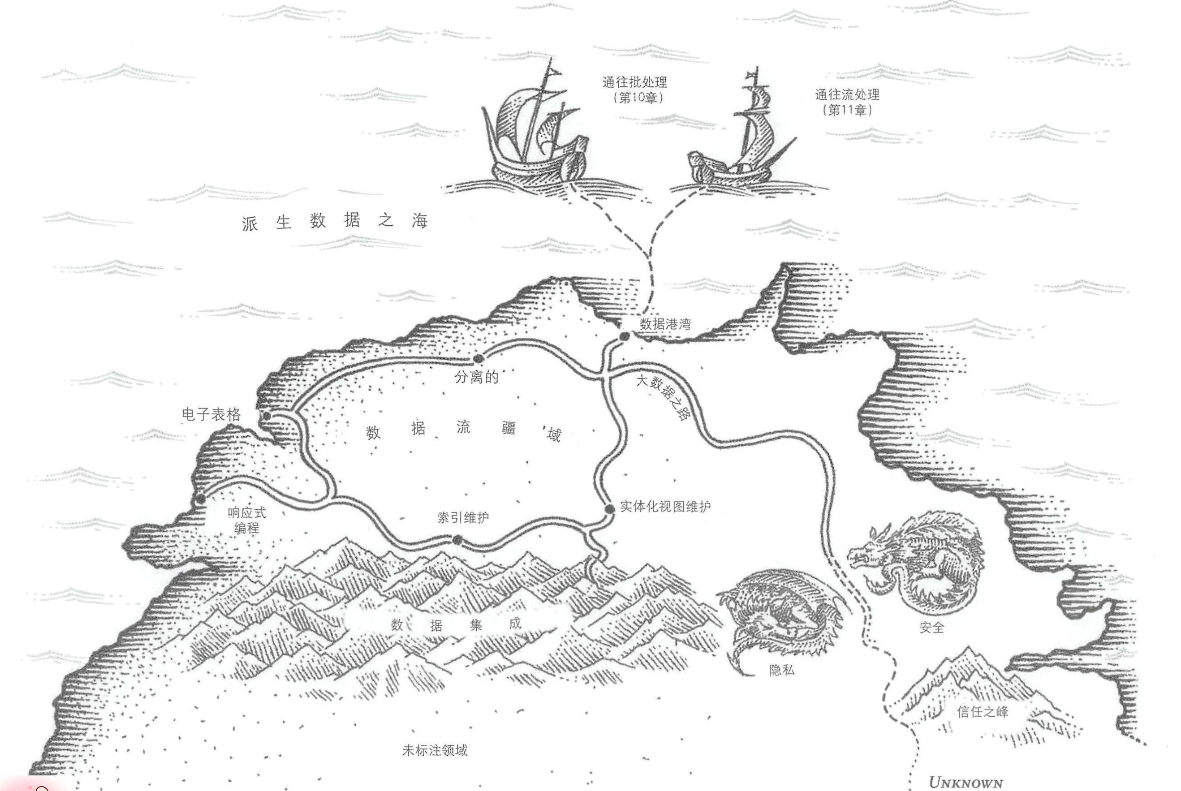 通往批处理
(第10章)
通往流处理
(第11章)
派生数据之海
数据港湾
分离的
大数据之路
电子表格
数据流疆域
响应式
编程
索引维护
实体化视图维护
数据集成
安全
隐私
信任之峰
未标注领域
UNKNOWN